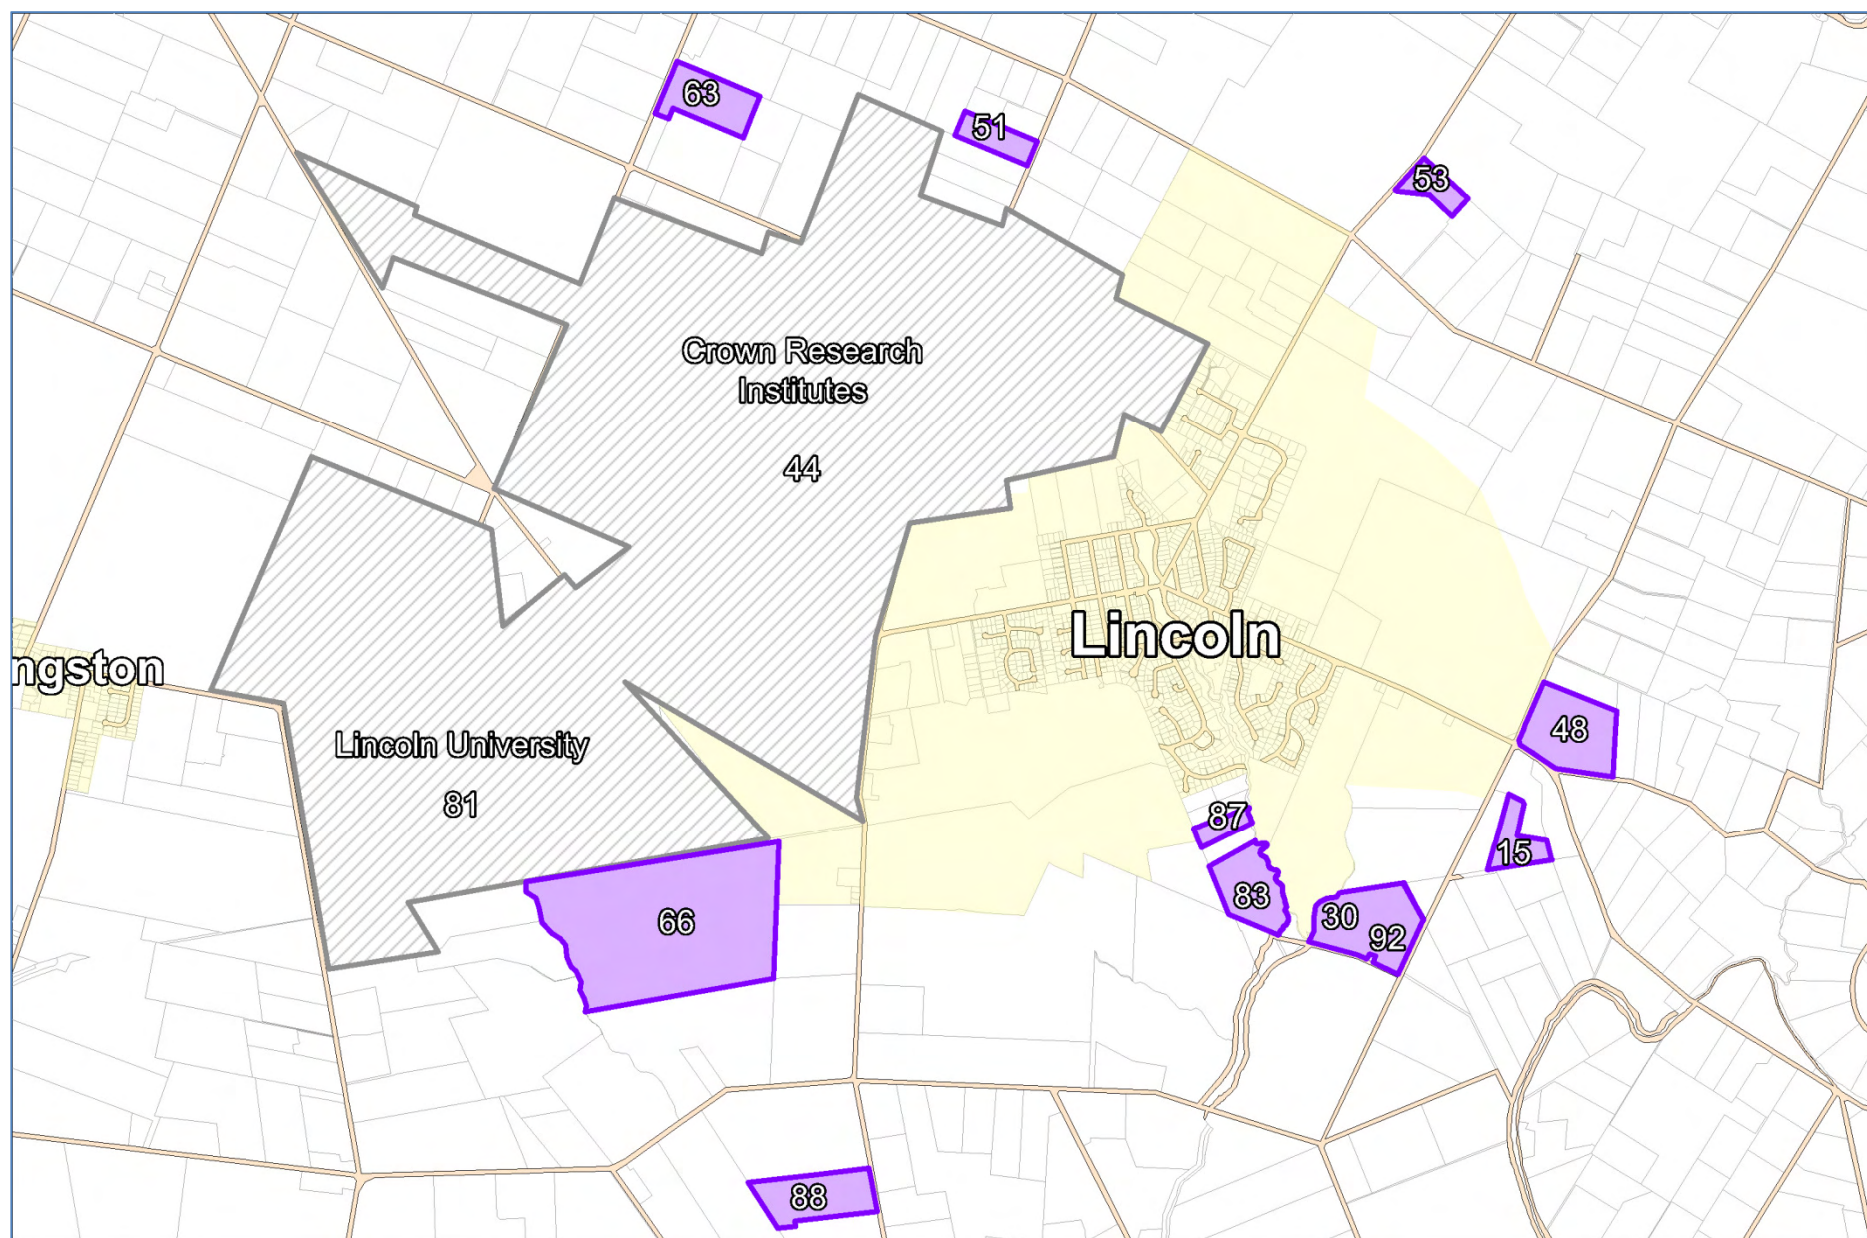 63
51
53
Crown Research
Institutes
44
Lincoln
ngston
48
Lincoln University
81
87
15
83
30
92
66
88